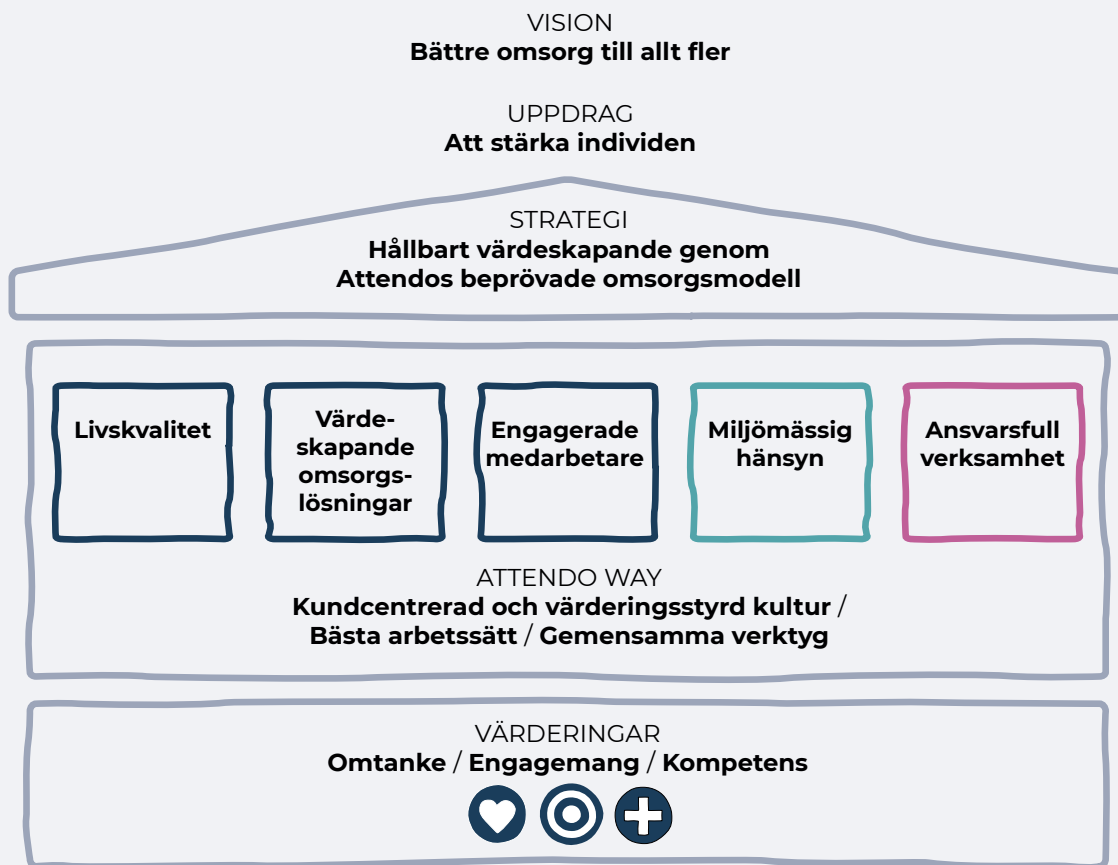 VISION
Bättre omsorg till allt fler
UPPDRAG
Att stärka individen
STRATEGI
Hållbart värdeskapande genom
Attendos beprövade omsorgsmodell
Livskvalitet
Värde-
skapande
omsorgs-
lösningar
Engagerade
medarbetare
Miljömässig
hänsyn
Ansvarsfull
verksamhet
ATTENDO WAY
Kundcentrerad och värderingsstyrd kultur /
Bästa arbetssätt / Gemensamma verktyg
VÄRDERINGAR
Omtanke / Engagemang / Kompetens